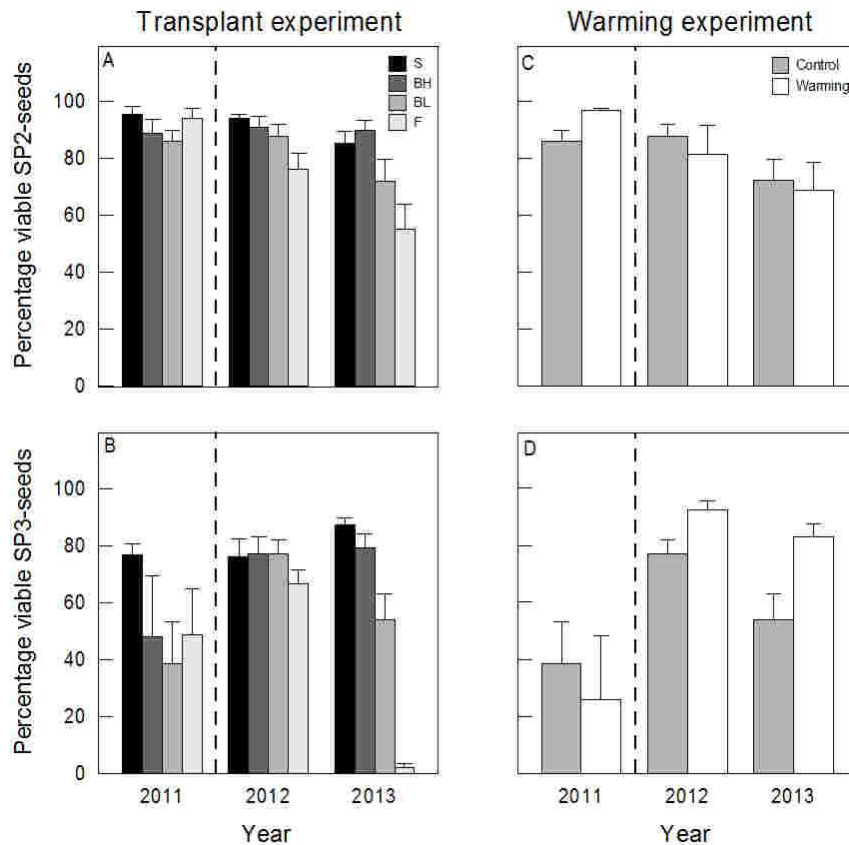 Transplant experiment
Warming experiment
A
S
BH
BL
F
C
Control
Warming
Percentage viable SP2-seeds
100
80
60
40
20
0
B
D
Percentage viable SP3-seeds
100
80
60
40
20
0
2011 2012 2013
2011 2012 2013
Year
Year